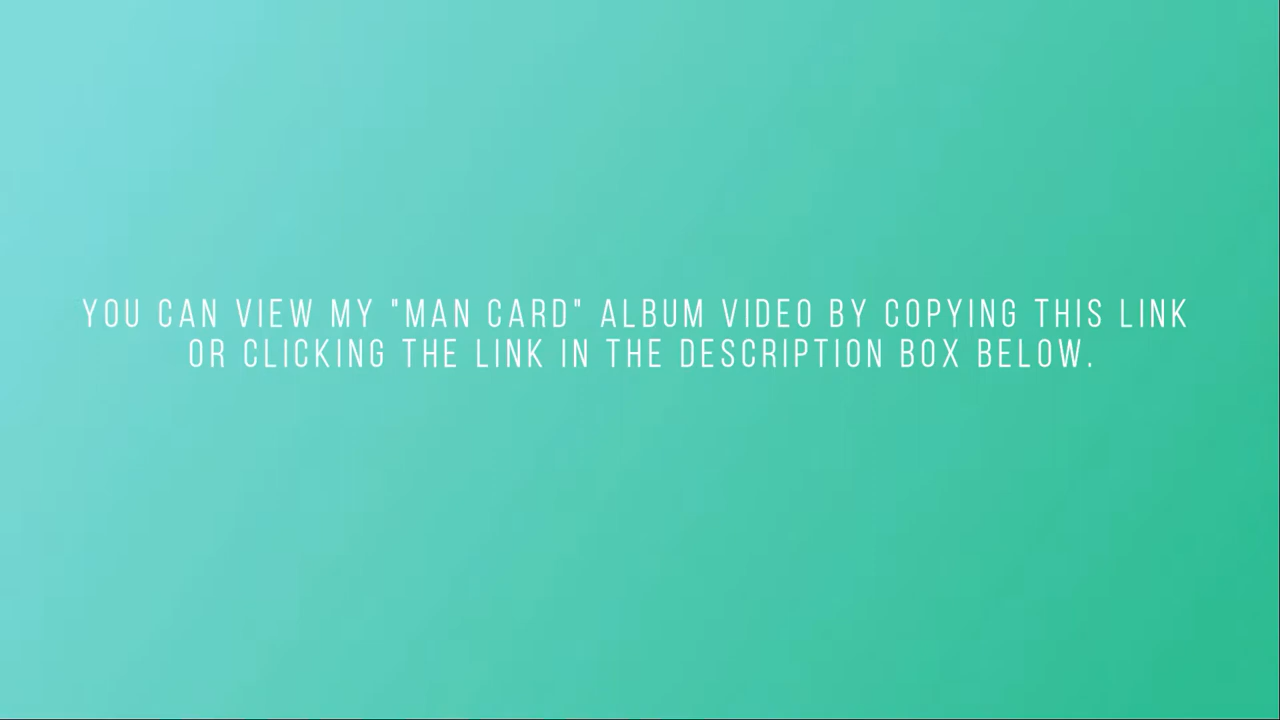 YOU CAN VIEW MY "MAN CARD" ALBUM VIDEO BY COPYING THIS LINK
OR CLICKING THE LINK IN THE DESCRIPTION BOX BELOW.